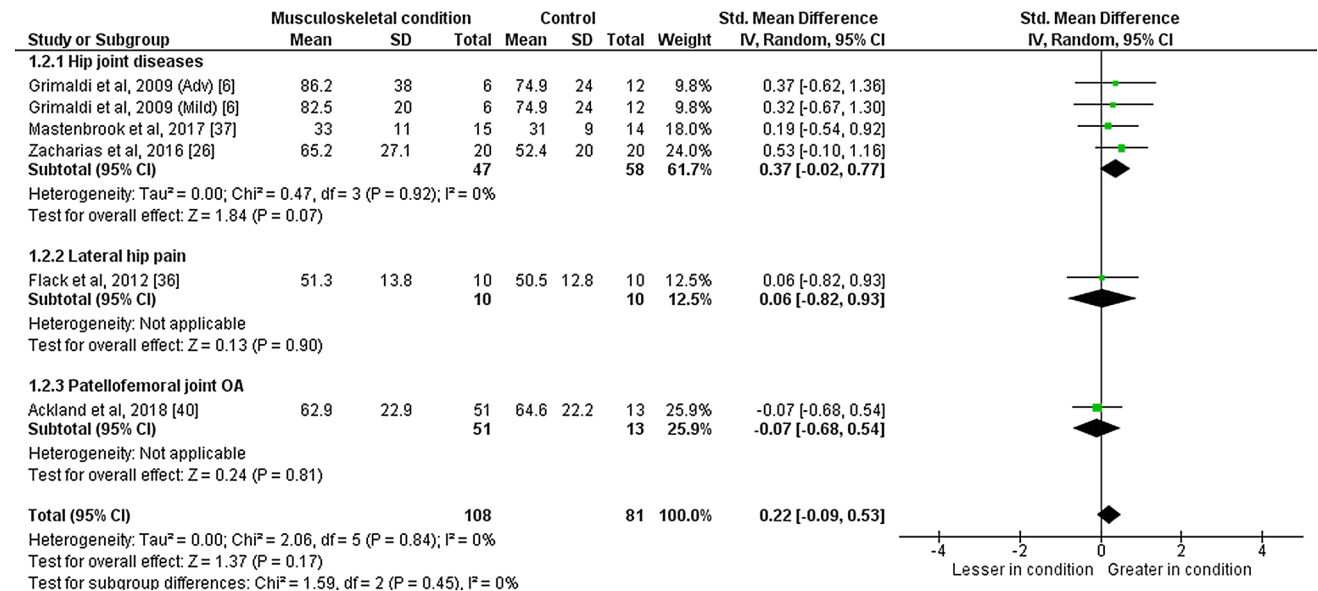 Musculoskeletal condition Control Std. Mean Difference Std. Mean Difference
Study or Subgroup Mean SD Total Mean SD Total Weight IV, Random, 95% CI IV, Random, 95% CI
1.2.1 Hip joint diseases
Grimaldi et al, 2009 (Adv) [6] 86.2 38 6 74.9 24 12 9.8% 0.37 [-0.62, 1.36]
Grimaldi et al, 2009 (Mild) [6] 82.5 20 6 74.9 24 12 9.8% 0.32 [-0.67, 1.30]
Mastenbrook et al, 2017 [37] 33 11 15 31 9 14 18.0% 0.19 [-0.54, 0.92]
Zacharias et al, 2016 [26] 65.2 27.1 20 52.4 20 20 24.0% 0.53 [-0.10, 1.16]
Subtotal (95% CI) 47 58 61.7% 0.37 [-0.02, 0.77]
Heterogeneity: Tau² = 0.00; Chi² = 0.47, df = 3 (P = 0.92); I² = 0%
Test for overall effect: Z = 1.84 (P = 0.07)
1.2.2 Lateral hip pain
Flack et al, 2012 [36] 51.3 13.8 10 50.5 12.8 10 12.5% 0.06 [-0.82, 0.93]
Subtotal (95% CI) 10 10 12.5% 0.06 [-0.82, 0.93]
Heterogeneity: Not applicable
Test for overall effect: Z = 0.13 (P = 0.90)
1.2.3 Patellofemoral joint OA
Ackland et al, 2018 [40] 62.9 22.9 51 64.6 22.2 13 25.9% -0.07 [-0.68, 0.54]
Subtotal (95% CI) 51 13 25.9% -0.07 [-0.68, 0.54]
Heterogeneity: Not applicable
Test for overall effect: Z = 0.24 (P = 0.81)
Total (95% CI) 108 81 100.0% 0.22 [-0.09, 0.53]
Heterogeneity: Tau² = 0.00; Chi² = 2.06, df = 5 (P = 0.84); I² = 0%
Test for overall effect: Z = 1.37 (P = 0.17)
Test for subgroup differences: Chi² = 1.59, df = 2 (P = 0.45), I² = 0%
-4 -2 0 2 4
Lesser in condition Greater in condition